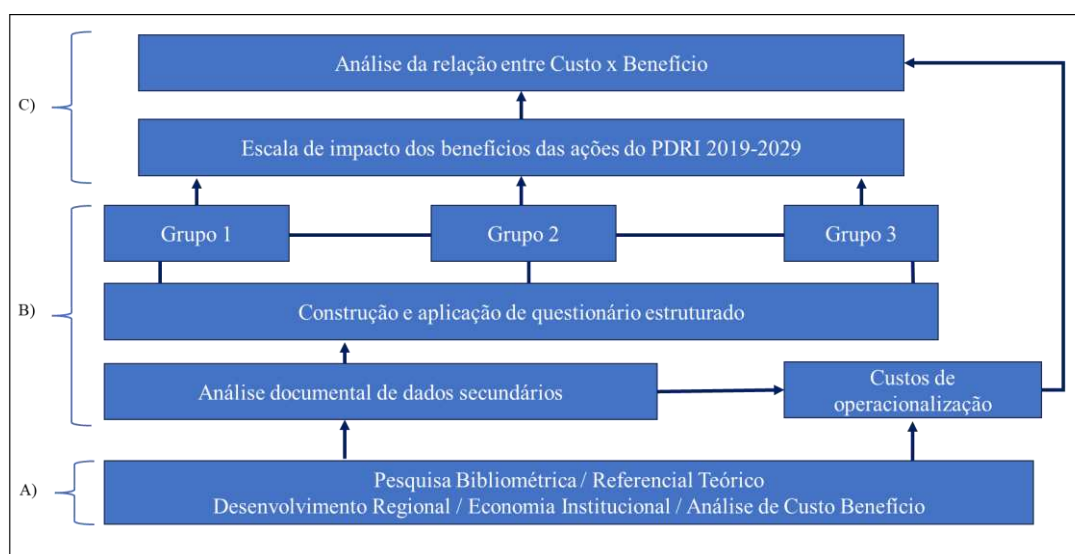 C)
Análise da relação entre Custo x Benefício
Escala de impacto dos benefícios das ações do PDRI 2019-2029
B)
Grupo 1
Grupo 2
Grupo 3
Construção e aplicação de questionário estruturado
Análise documental de dados secundários
Custos de
operacionalização
A)
Pesquisa Bibliométrica / Referencial Teórico
Desenvolvimento Regional / Economia Institucional / Análise de Custo Benefício